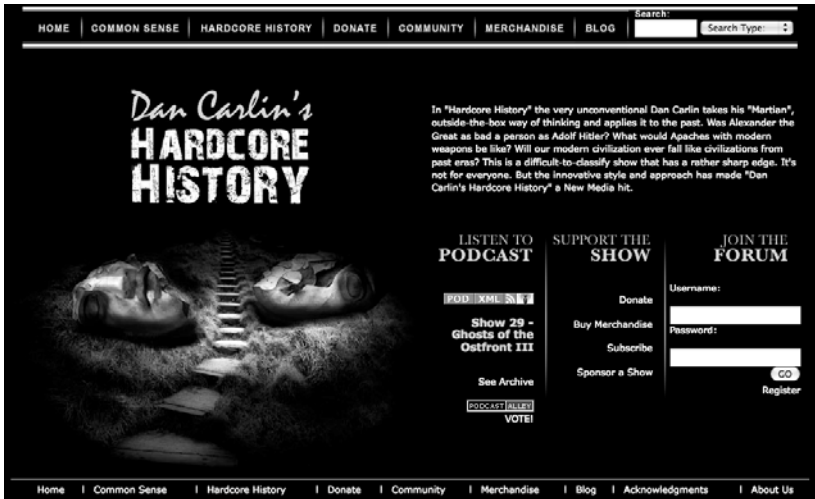 Search:
HOME COMMON SENSE HARDCORE HISTORY DONATE COMMUNITY MERCHANDISE BLOG Search Type:
Dan Carlin's
HARDCORE
HISTORY
In "Hardcore History" the very unconventional Dan Carlin takes his "Martian",
outside-the-box way of thinking and applies it to the past. Was Alexander the
Great as bad a person as Adolf Hitler? What would Apaches with modern
weapons be like? Will our modern civilization ever fall like civilizations from
past eras? This is a difficult-to-classify show that has a rather sharp edge. It's
not for everyone. But the innovative style and approach has made "Dan
Carlin's Hardcore History" a New Media hit.
LISTEN TO
PODCAST
POD XML
Show 29 -
Ghosts of the
Ostfront III
See Archive
PODCAST ALLEY
VOTE!
SUPPORT THE
SHOW
Donate
Buy Merchandise
Subscribe
Sponsor a Show
JOIN THE
FORUM
Username:
Password:
GO
Register
Home | Common Sense | Hardcore History | Donate | Community | Merchandise | Blog | Acknowledgments | About Us